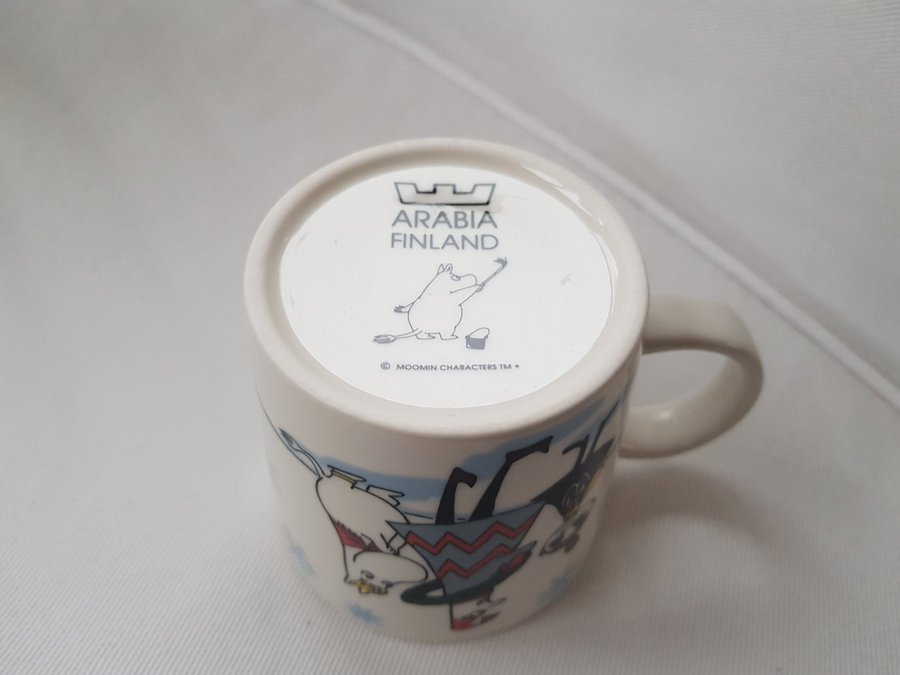 ARABIA
FINLAND
© MOOMIN CHARACTERS TM